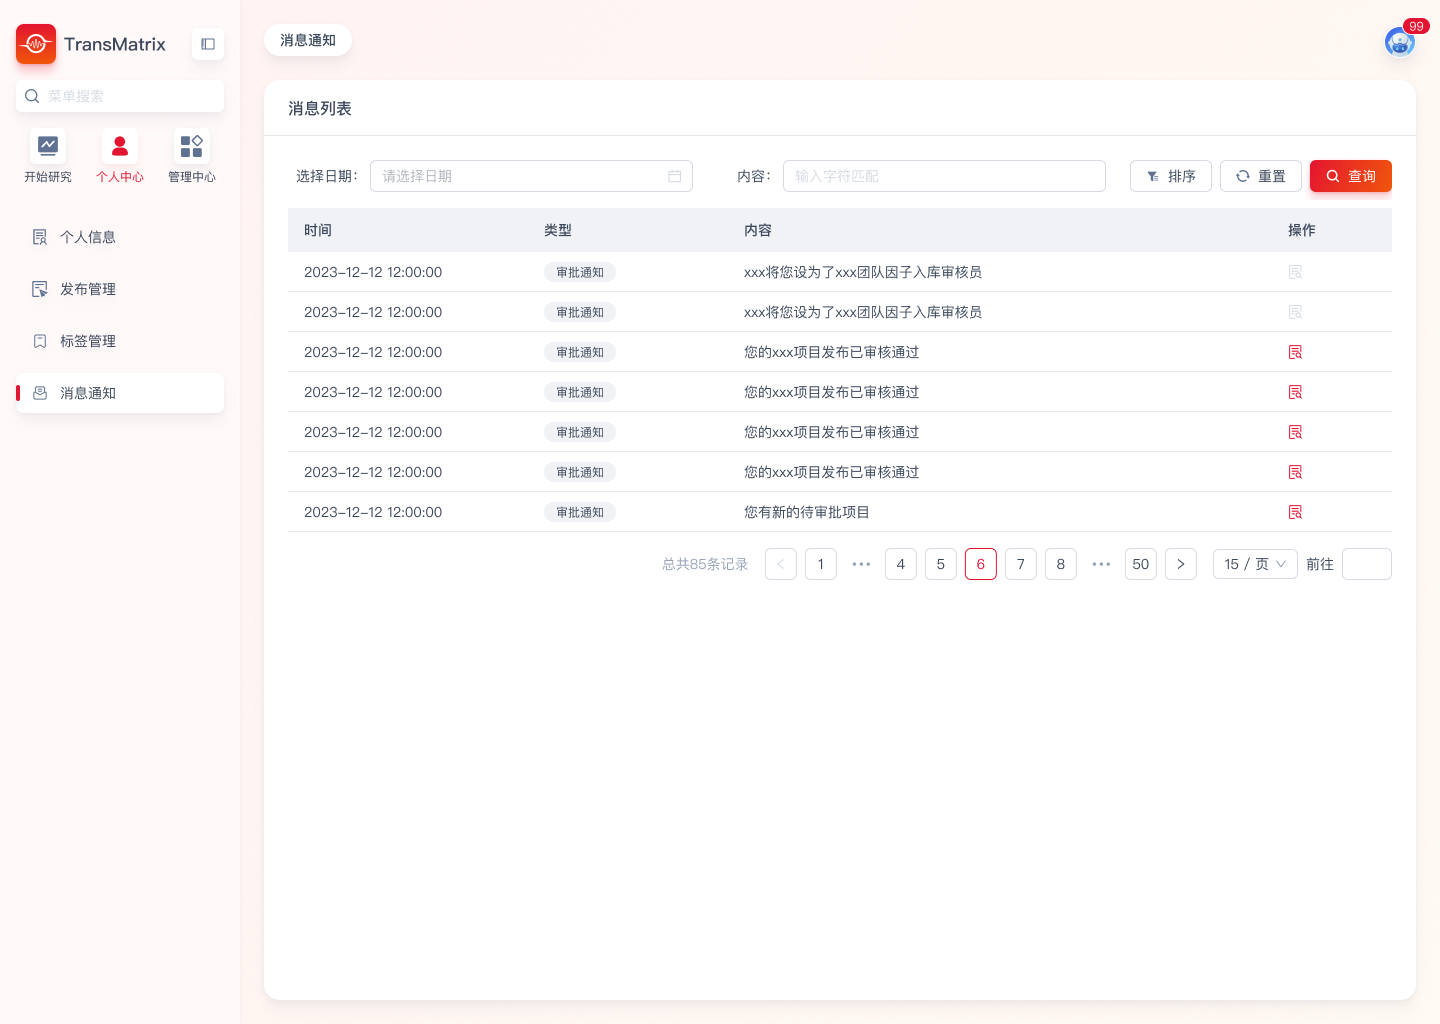 TransMatrix
菜单搜索
开始研究 个人中心 管理中心
个人信息
发布管理
标签管理
消息通知
消息通知
99
消息列表
选择日期: 请选择日期 内容: 输入字符匹配 排序 重置 查询
时间 类型 内容 操作
2023-12-12 12:00:00 审批通知 xxx将您设为了xxx团队因子入库审核员
2023-12-12 12:00:00 审批通知 xxx将您设为了xxx团队因子入库审核员
2023-12-12 12:00:00 审批通知 您的xxx项目发布已审核通过
2023-12-12 12:00:00 审批通知 您的xxx项目发布已审核通过
2023-12-12 12:00:00 审批通知 您的xxx项目发布已审核通过
2023-12-12 12:00:00 审批通知 您的xxx项目发布已审核通过
2023-12-12 12:00:00 审批通知 您有新的待审批项目
总共85条记录 1 ••• 4 5 6 7 8 ••• 50 15 / 页 前往